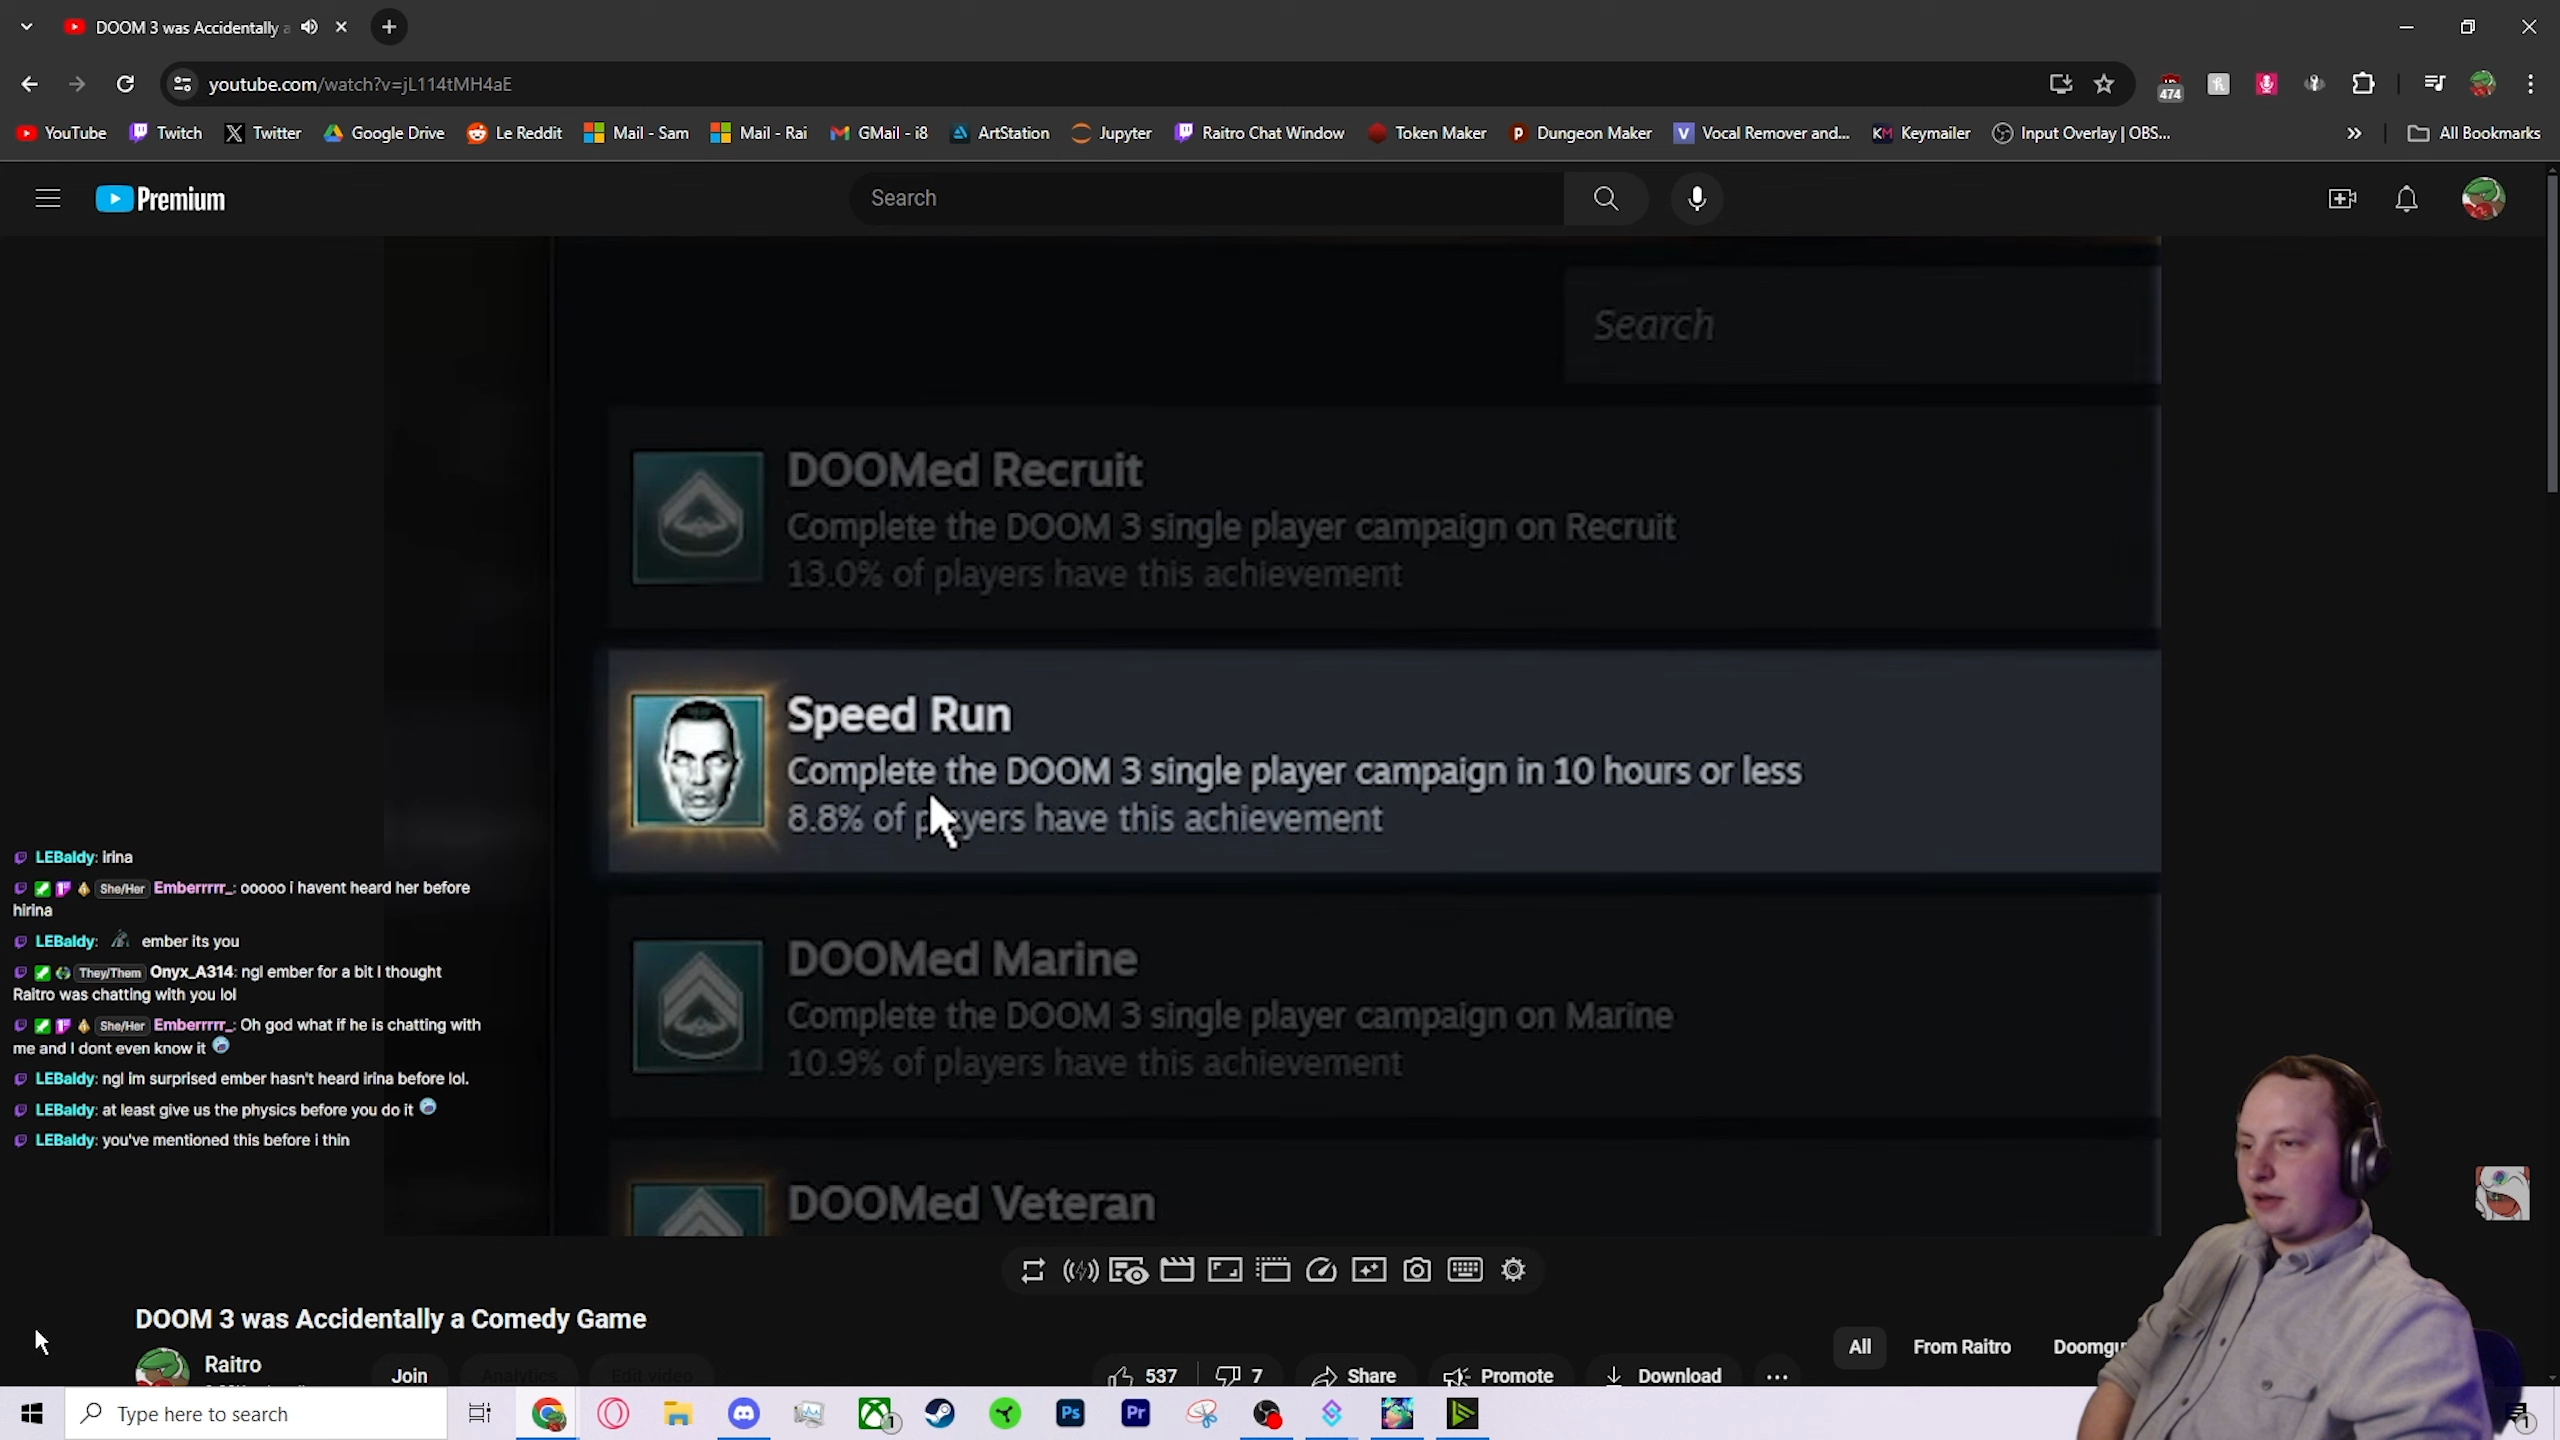 DOOM 3 was Accidentally a
youtube.com/watch?v=jL114tMH4aE
474
YouTube
Twitch
Twitter
Google Drive
Le Reddit
Mail - Sam
Mail - Rai
GMail - i8
ArtStation
Jupyter
Raitro Chat Window
Token Maker
Dungeon Maker
Vocal Remover and...
Keymailer
Input Overlay | OBS...
All Bookmarks
Premium
Search
Search
DOOMed Recruit
Complete the DOOM 3 single player campaign on Recruit
13.0% of players have this achievement
Speed Run
Complete the DOOM 3 single player campaign in 10 hours or less
8.8% of players have this achievement
DOOMed Marine
Complete the DOOM 3 single player campaign on Marine
10.9% of players have this achievement
DOOMed Veteran
LEBaldy: irina
She/Her Emberrrrr_: ooooo i havent heard her before
hirina
LEBaldy: ember its you
They/Them Onyx_A314: ngl ember for a bit I thought
Raitro was chatting with you lol
She/Her Emberrrrr_: Oh god what if he is chatting with
me and I dont even know it
LEBaldy: ngl im surprised ember hasn't heard irina before lol.
LEBaldy: at least give us the physics before you do it
LEBaldy: you've mentioned this before i thin
DOOM 3 was Accidentally a Comedy Game
Raitro
Join
Analytics
Edit video
537
7
Share
Promote
Download
All
From Raitro
Doomgu
Type here to search
1
Ps
Pr
1